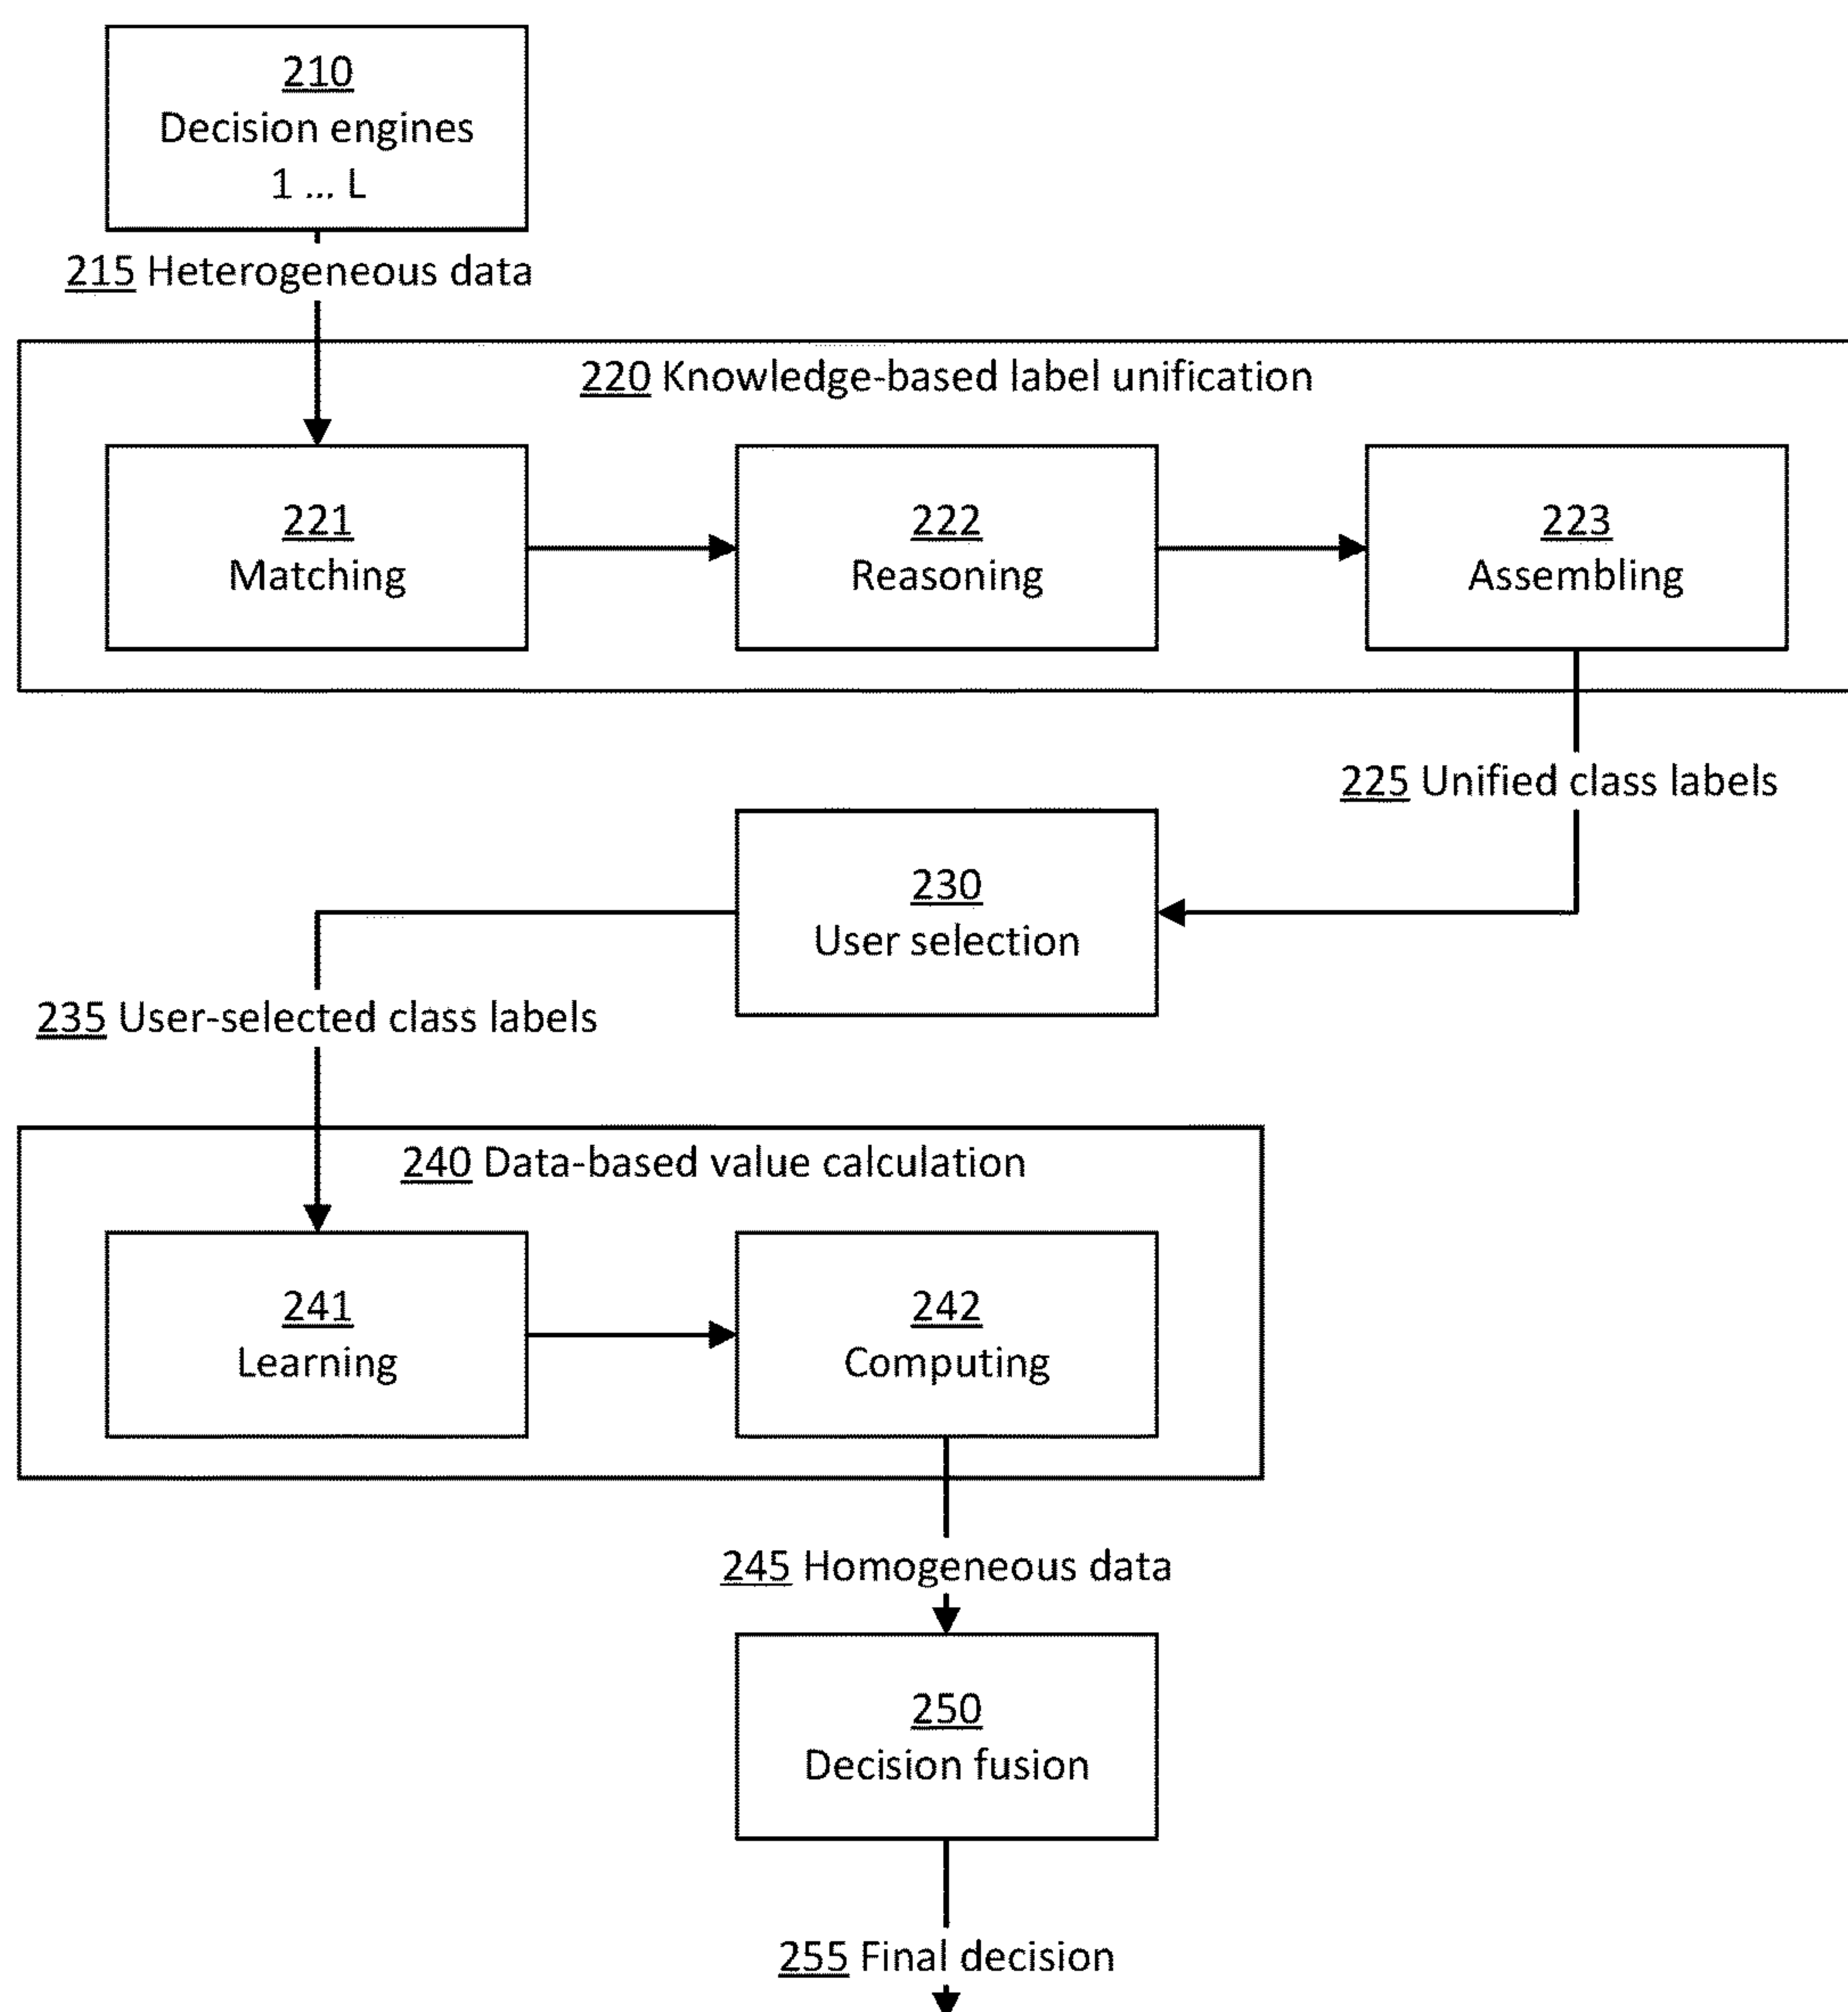 210
Decision engines
1 ... L
215 Heterogeneous data
220 Knowledge-based label unification
221
Matching
222
Reasoning
223
Assembling
225 Unified class labels
230
User selection
235 User-selected class labels
240 Data-based value calculation
241
Learning
242
Computing
245 Homogeneous data
250
Decision fusion
255 Final decision